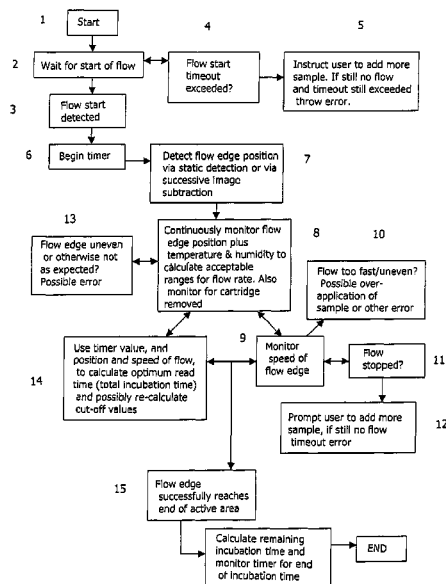 1
Start
2
Wait for start of flow
4
Flow start
timeout
exceeded?
5
Instruct user to add more
sample. If still no flow
and timeout still exceeded
throw error.
3
Flow start
detected
6
Begin timer
Detect flow edge position
via static detection or via
successive image
subtraction
7
13
Flow edge uneven
or otherwise not
as expected?
Possible error
Continuously monitor flow
edge position plus
temperature & humidity to
calculate acceptable
ranges for flow rate. Also
monitor for cartridge
removed
8
10
Flow too fast/uneven?
Possible over-
application of
sample or other error
14
Use timer value, and
position and speed of flow,
to calculate optimum read
time (total incubation time)
and possibly re-calculate
cut-off values
9
Monitor
speed of
flow edge
Flow
stopped?
11
Prompt user to add more
sample, if still no flow
timeout error
12
15
Flow edge
successfully reaches
end of active area
Calculate remaining
incubation time and
monitor timer for end
of incubation time
END